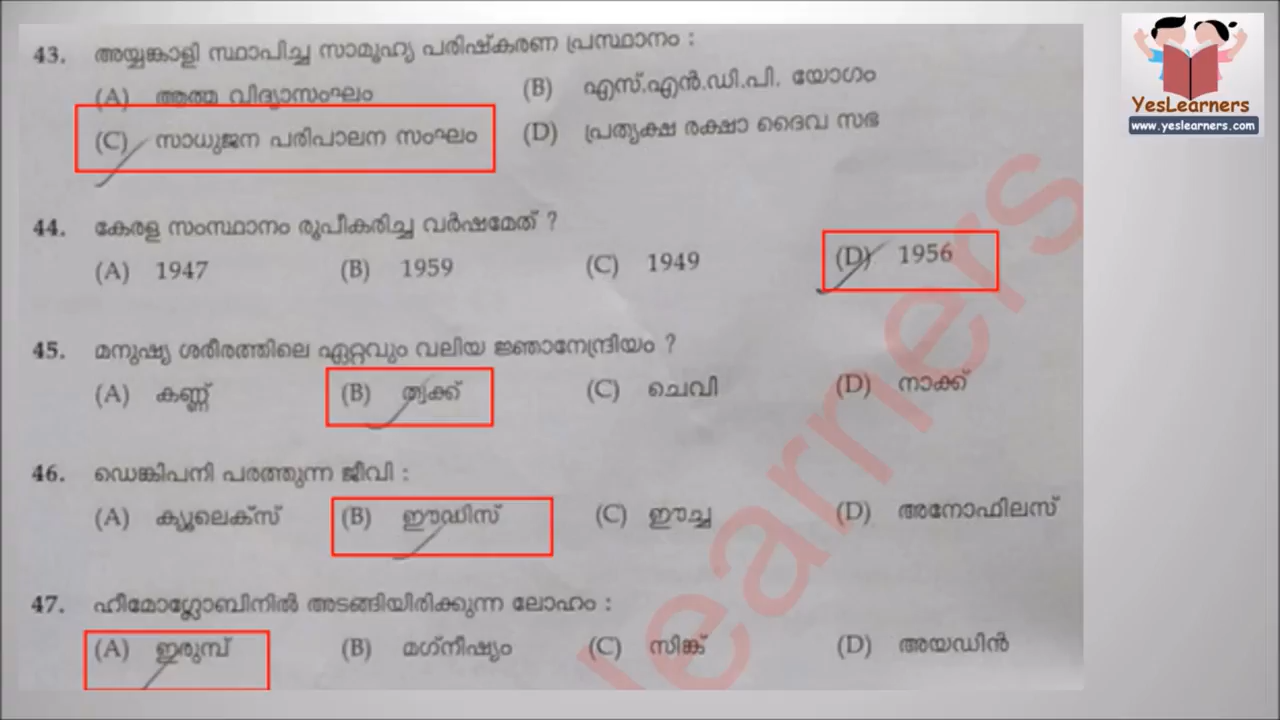 43. അയ്യങ്കാളി സ്ഥാപിച്ച സാമൂഹ്യ പരിഷ്കരണ പ്രസ്ഥാനം :
(A) ആത്മ വിദ്യാസംഘം (B) എസ്.എൻ.ഡി.പി. യോഗം
(C) സാധുജന പരിപാലന സംഘം (D) പ്രത്യക്ഷ രക്ഷാ ദൈവ സഭ
44. കേരള സംസ്ഥാനം രൂപീകരിച്ച വർഷമേത് ?
(A) 1947 (B) 1959 (C) 1949 (D) 1956
45. മനുഷ്യ ശരീരത്തിലെ ഏറ്റവും വലിയ ജ്ഞാനേന്ദ്രിയം ?
(A) കണ്ണ് (B) ത്വക്ക് (C) ചെവി (D) നാക്ക്
46. ഡെങ്കിപനി പരത്തുന്ന ജീവി :
(A) ക്യൂലെക്സ് (B) ഈഡിസ് (C) ഈച്ച (D) അനോഫിലസ്
47. ഹീമോഗ്ലോബിനിൽ അടങ്ങിയിരിക്കുന്ന ലോഹം :
(A) ഇരുമ്പ് (B) മഗ്നീഷ്യം (C) സിങ്ക് (D) അയഡിൻ
YesLearners
www.yeslearners.com
learners